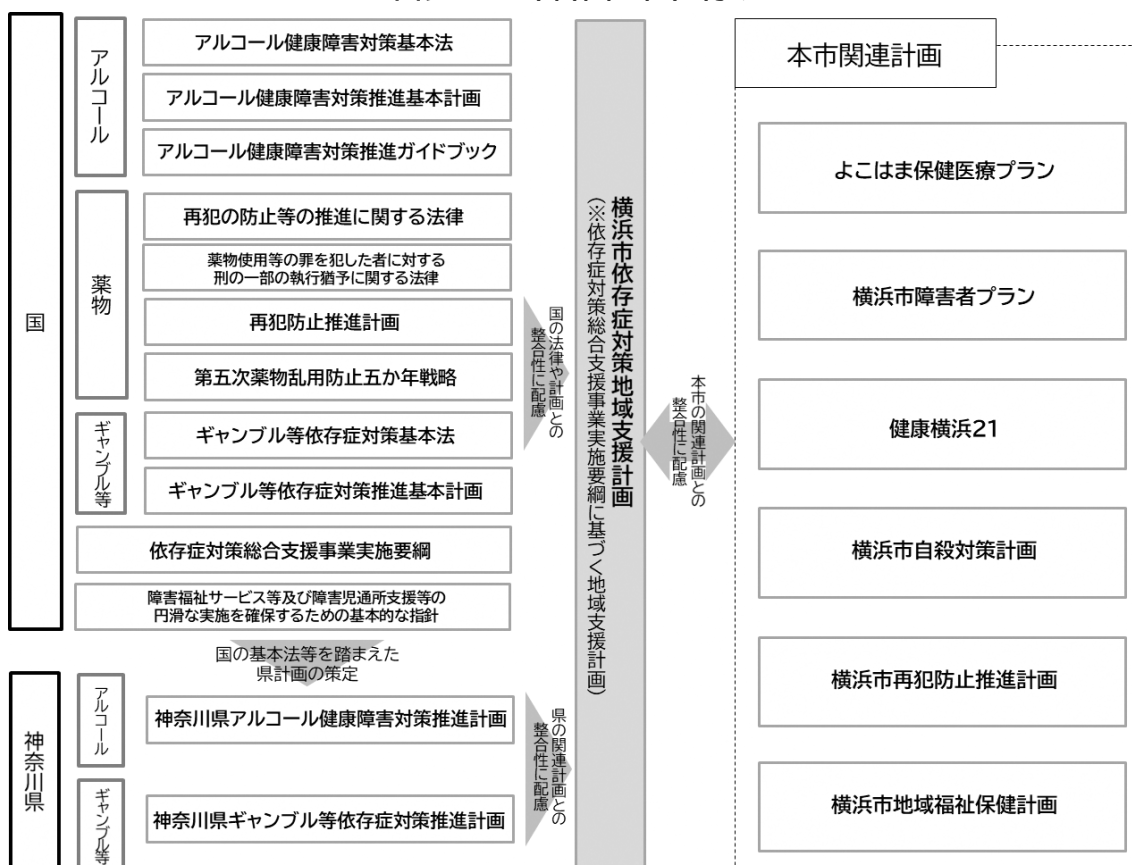 国
アルコール
アルコール健康障害対策基本法
アルコール健康障害対策推進基本計画
アルコール健康障害対策推進ガイドブック
薬物
再犯の防止等の推進に関する法律
薬物使用等の罪を犯した者に対する
刑の一部の執行猶予に関する法律
再犯防止推進計画
第五次薬物乱用防止五か年戦略
ギャンブル等
ギャンブル等依存症対策基本法
ギャンブル等依存症対策推進基本計画
依存症対策総合支援事業実施要綱
障害福祉サービス等及び障害児通所支援等の
円滑な実施を確保するための基本的な指針
国の基本法等を踏まえた
県計画の策定
神奈川県
アルコール
神奈川県アルコール健康障害対策推進計画
ギャンブル等
神奈川県ギャンブル等依存症対策推進計画
国の法律や計画との
整合性に配慮
県の関連計画との
整合性に配慮
横浜市依存症対策地域支援計画
(※依存症対策総合支援事業実施要綱に基づく地域支援計画)
本市の関連計画との
整合性に配慮
本市関連計画
よこはま保健医療プラン
横浜市障害者プラン
健康横浜21
横浜市自殺対策計画
横浜市再犯防止推進計画
横浜市地域福祉保健計画